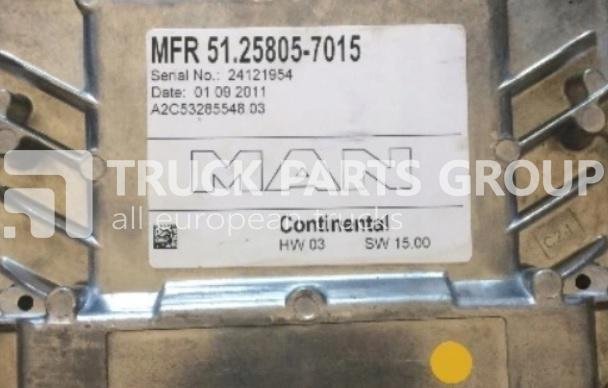 MFR 51.25805-7015
Serial No.: 24121954
Date: 01 09 2011
A2C53285548 03
MAN
TRUCK PARTS GROUP
all european trucks
Continental
HW 03 SW 15.00